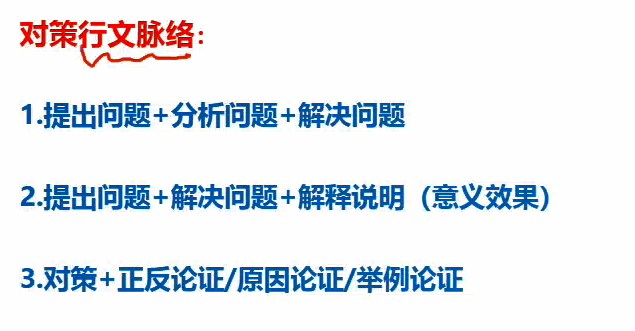 对策行文脉络：
1.提出问题+分析问题+解决问题
2.提出问题+解决问题+解释说明（意义效果）
3.对策+正反论证/原因论证/举例论证